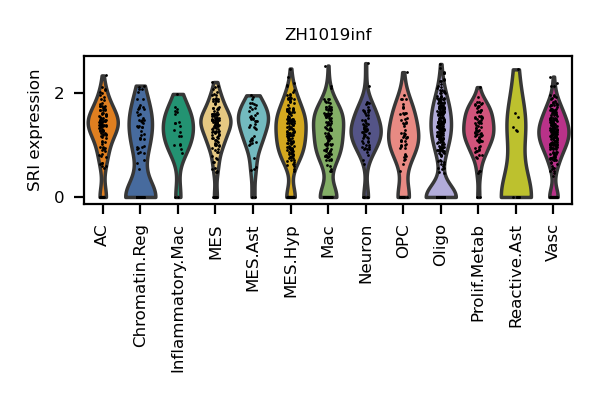 ZH1019inf
SRI expression
2
0
AC
Chromatin.Reg
Inflammatory.Mac
MES
MES.Ast
MES.Hyp
Mac
Neuron
OPC
Oligo
Prolif.Metab
Reactive.Ast
Vasc